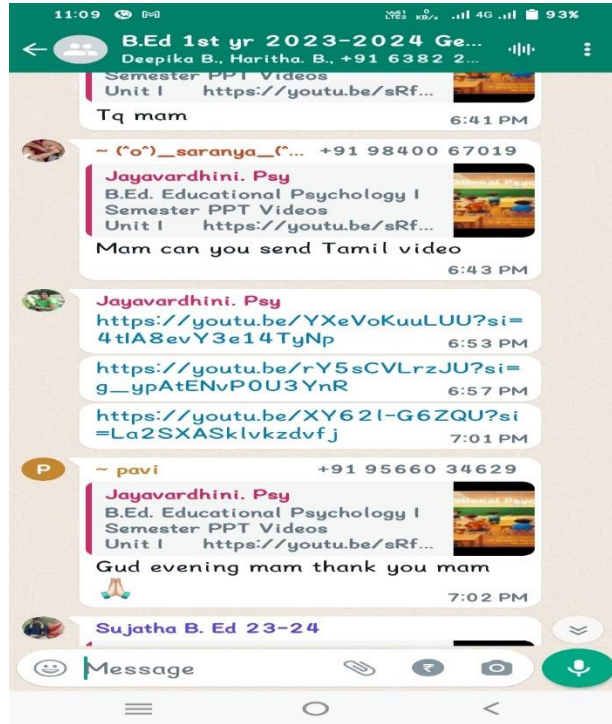 11:09
VoLTE2 KB/s 4G 93%
B.Ed 1st yr 2023-2024 Ge...
Deepika B., Haritha. B., +91 6382 2...
Semester PPT Videos
Unit I https://youtu.be/sRf...
Tq mam
6:41 PM
~ (^o^)__saranya__(^... +91 98400 67019
Jayavardhini. Psy
B.Ed. Educational Psychology I
Semester PPT Videos
Unit I https://youtu.be/sRf...
Mam can you send Tamil video
6:43 PM
Jayavardhini. Psy
https://youtu.be/YXeVoKuuLUU?si=
4tIA8evY3e14TyNp
6:53 PM
https://youtu.be/rY5sCVLrzJU?si=
g_ypAtENvP0U3YnR
6:57 PM
https://youtu.be/XY62l-G6ZQU?si
=La2SXASklvkzdvfj
7:01 PM
P
~ pavi +91 95660 34629
Jayavardhini. Psy
B.Ed. Educational Psychology I
Semester PPT Videos
Unit I https://youtu.be/sRf...
Gud evening mam thank you mam
7:02 PM
Sujatha B. Ed 23-24
Message